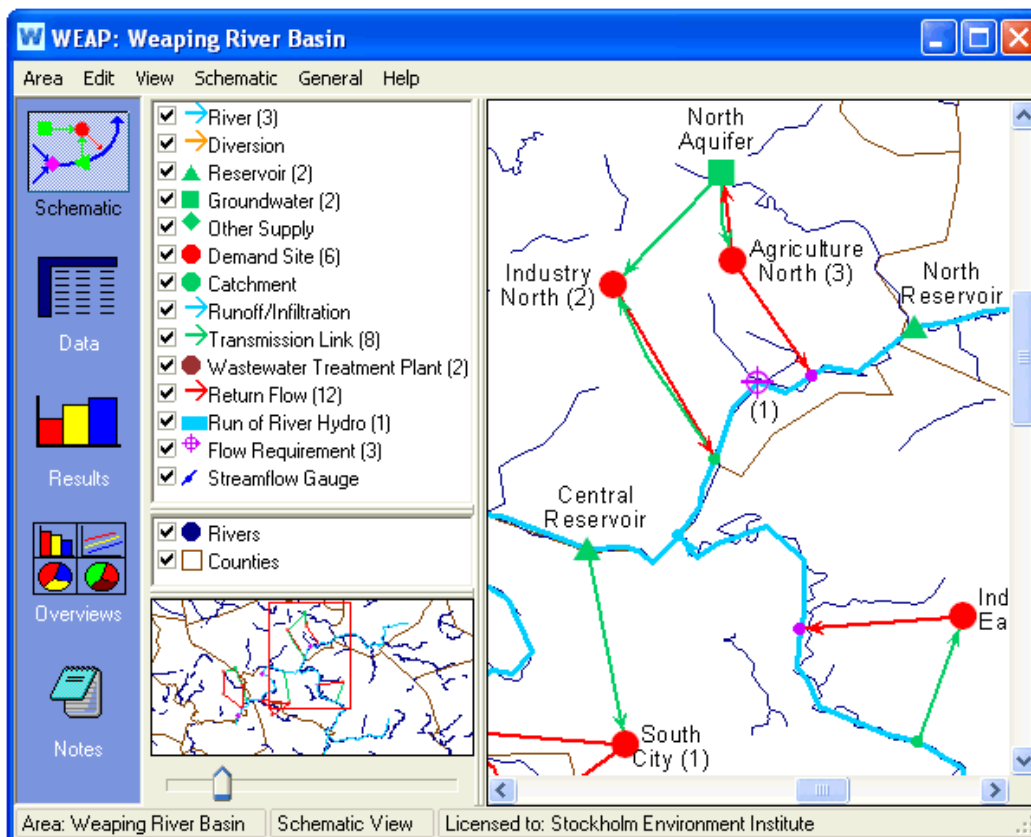 WEAP: Weaping River Basin
Area Edit View Schematic General Help
Schematic
Data
Results
Overviews
Notes
River (3)
Diversion
Reservoir (2)
Groundwater (2)
Other Supply
Demand Site (6)
Catchment
Runoff/Infiltration
Transmission Link (8)
Wastewater Treatment Plant (2)
Return Flow (12)
Run of River Hydro (1)
Flow Requirement (3)
Streamflow Gauge
Rivers
Counties
North
Aquifer
Agriculture
North (3)
Industry
North (2)
North
Reservoir
(1)
Central
Reservoir
Ind
Ea
South
City (1)
Area: Weaping River Basin Schematic View Licensed to: Stockholm Environment Institute